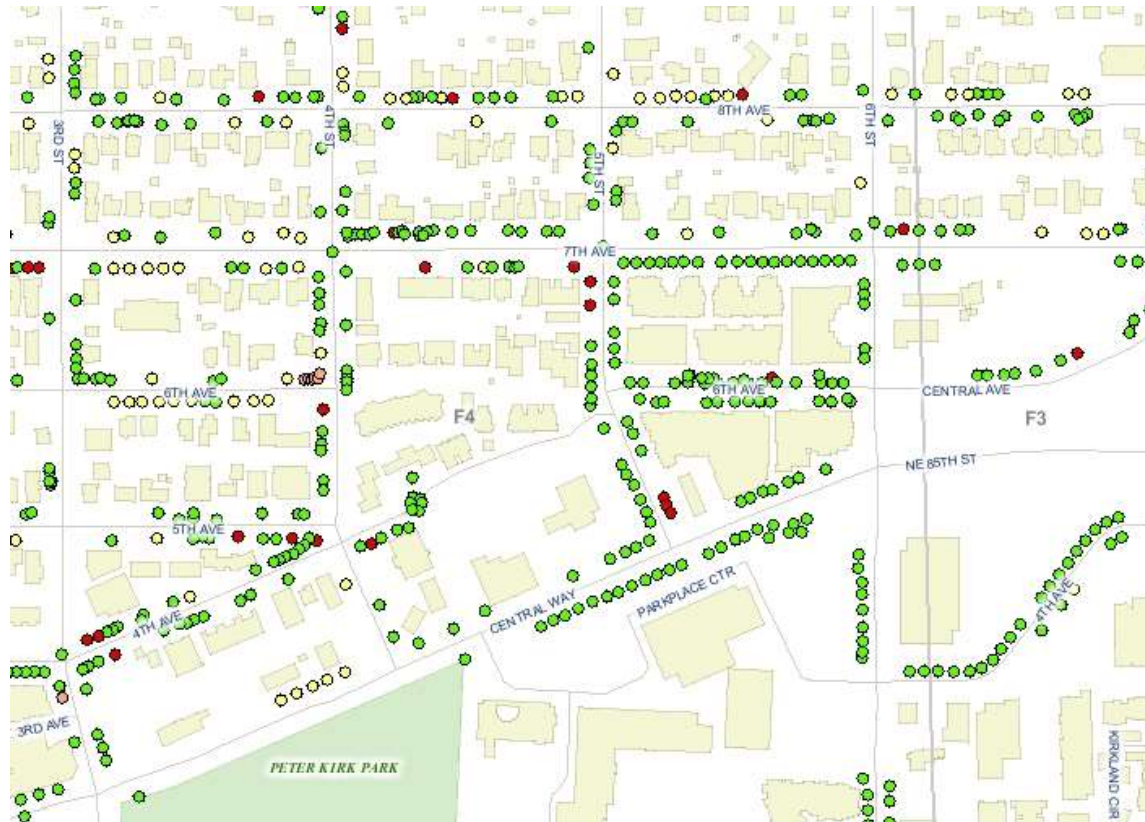 8TH AVE
3RD ST
4TH ST
5TH ST
6TH ST
7TH AVE
6TH AVE
6TH AVE
CENTRAL AVE
F4
F3
NE 85TH ST
5TH AVE
PARKPLACE CTR
CENTRAL WAY
4TH AVE
4TH AVE
3RD AVE
PETER KIRK PARK
KIRKLAND CIR